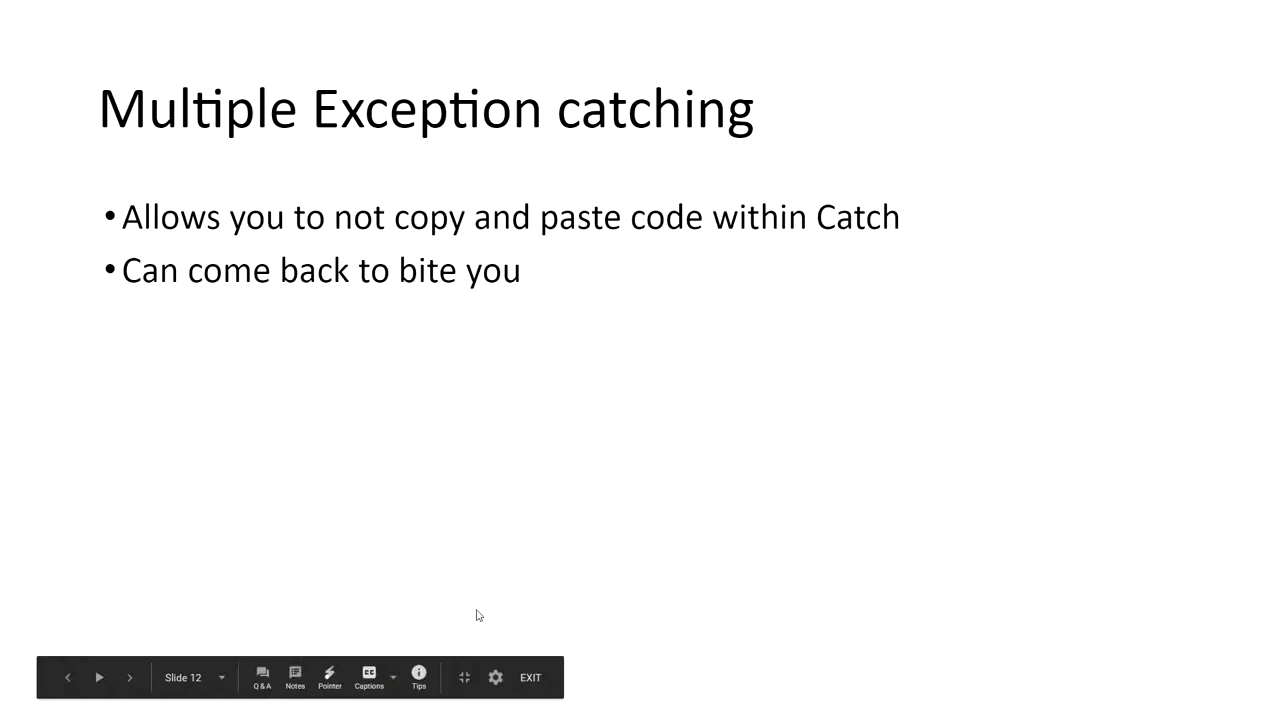 Multiple Exception catching
•Allows you to not copy and paste code within Catch
•Can come back to bite you
Slide 12
Q & A
Notes
Pointer
CC
Captions
Tips
EXIT